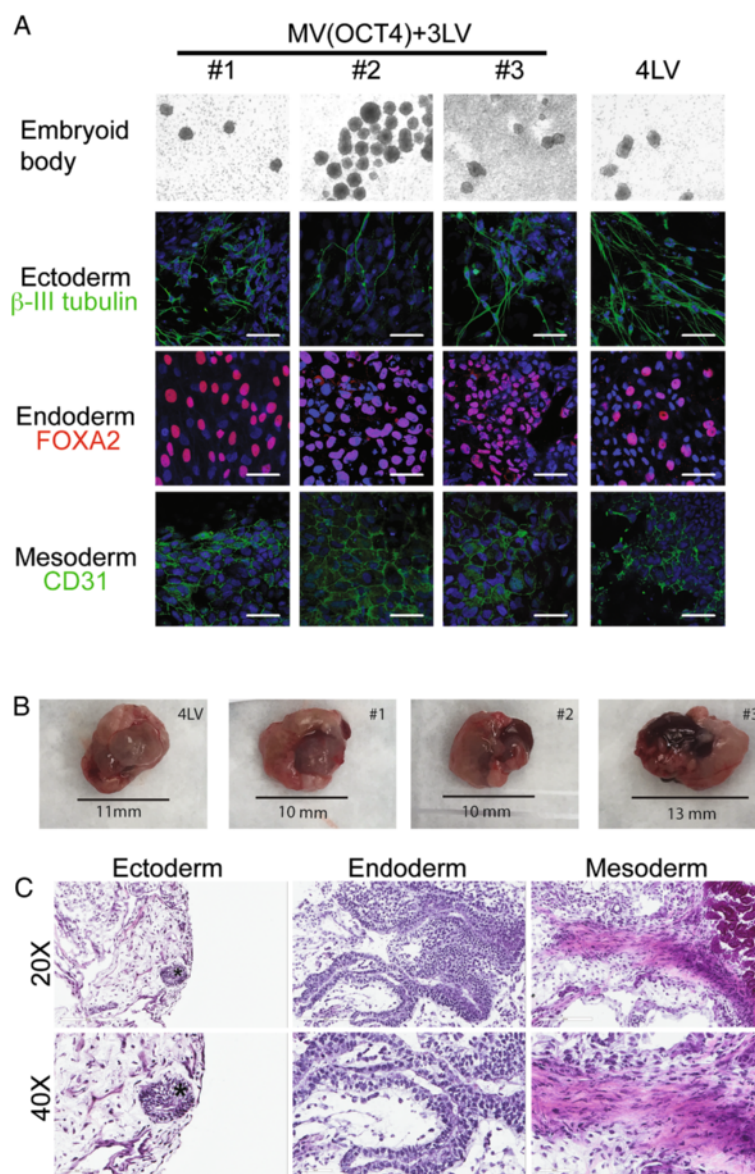 A
MV(OCT4)+3LV
#1 #2 #3 4LV
Embryoid
body
Ectoderm
β-III tubulin
Endoderm
FOXA2
Mesoderm
CD31
B
4LV #1 #2 #3
11mm 10 mm 10 mm 13 mm
C
Ectoderm Endoderm Mesoderm
20X
*
40X
*